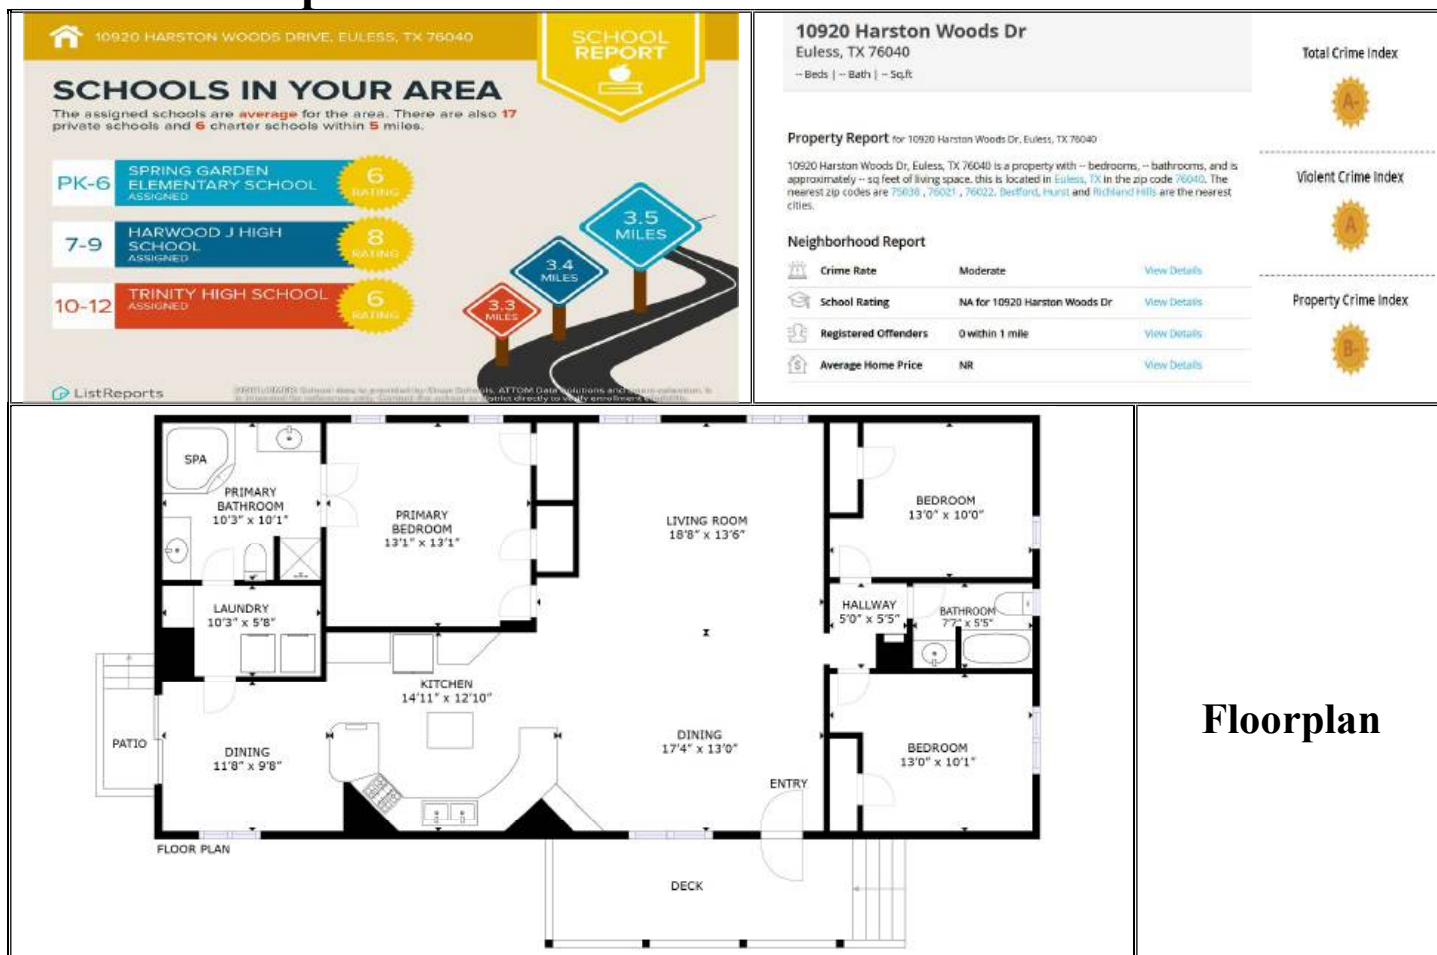 10920 HARSTON WOODS DRIVE, EULESS, TX 76040
SCHOOL
REPORT
SCHOOLS IN YOUR AREA
The assigned schools are average for the area. There are also 17
private schools and 6 charter schools within 5 miles.
PK-6
SPRING GARDEN
ELEMENTARY SCHOOL
ASSIGNED
6
RATING
7-9
HARWOOD J HIGH
SCHOOL
ASSIGNED
8
RATING
10-12
TRINITY HIGH SCHOOL
ASSIGNED
6
RATING
3.5
MILES
3.4
MILES
3.3
MILES
ListReports
10920 Harston Woods Dr
Euless, TX 76040
-- Beds | -- Bath | -- Sq.ft
Property Report for 10920 Harston Woods Dr, Euless, TX 76040
10920 Harston Woods Dr, Euless, TX 76040 is a property with -- bedrooms, -- bathrooms, and is
approximately -- sq feet of living space. this is located in Euless, TX in the zip code 76040. The
nearest zip codes are 75038 , 76021 , 76022. Bedford, Hurst and Richland Hills are the nearest
cities.
Neighborhood Report
Crime Rate Moderate View Details
School Rating NA for 10920 Harston Woods Dr View Details
Registered Offenders 0 within 1 mile View Details
Average Home Price NR View Details
Total Crime Index
A-
Violent Crime Index
A
Property Crime Index
B-
SPA
PRIMARY
BATHROOM
10'3" x 10'1"
PRIMARY
BEDROOM
13'1" x 13'1"
LIVING ROOM
18'8" x 13'6"
BEDROOM
13'0" x 10'0"
LAUNDRY
10'3" x 5'8"
HALLWAY
5'0" x 5'5"
BATHROOM
7'7" x 5'5"
KITCHEN
14'11" x 12'10"
PATIO
DINING
11'8" x 9'8"
DINING
17'4" x 13'0"
BEDROOM
13'0" x 10'1"
ENTRY
FLOOR PLAN
DECK
Floorplan